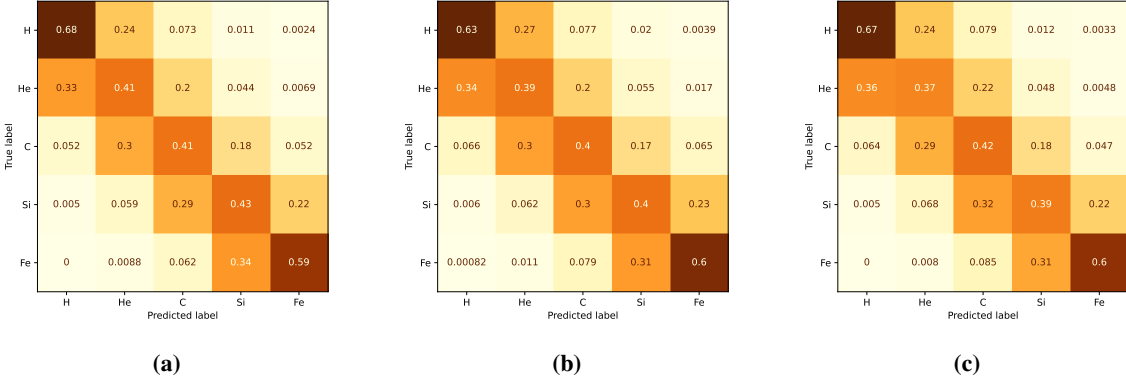 H 0.68 0.24 0.073 0.011 0.0024
He 0.33 0.41 0.2 0.044 0.0069
C 0.052 0.3 0.41 0.18 0.052
Si 0.005 0.059 0.29 0.43 0.22
Fe 0 0.0088 0.062 0.34 0.59
H He C Si Fe
True label
Predicted label
(a)
H 0.63 0.27 0.077 0.02 0.0039
He 0.34 0.39 0.2 0.055 0.017
C 0.066 0.3 0.4 0.17 0.065
Si 0.006 0.062 0.3 0.4 0.23
Fe 0.00082 0.011 0.079 0.31 0.6
H He C Si Fe
True label
Predicted label
(b)
H 0.67 0.24 0.079 0.012 0.0033
He 0.36 0.37 0.22 0.048 0.0048
C 0.064 0.29 0.42 0.18 0.047
Si 0.005 0.068 0.32 0.39 0.22
Fe 0 0.008 0.085 0.31 0.6
H He C Si Fe
True label
Predicted label
(c)